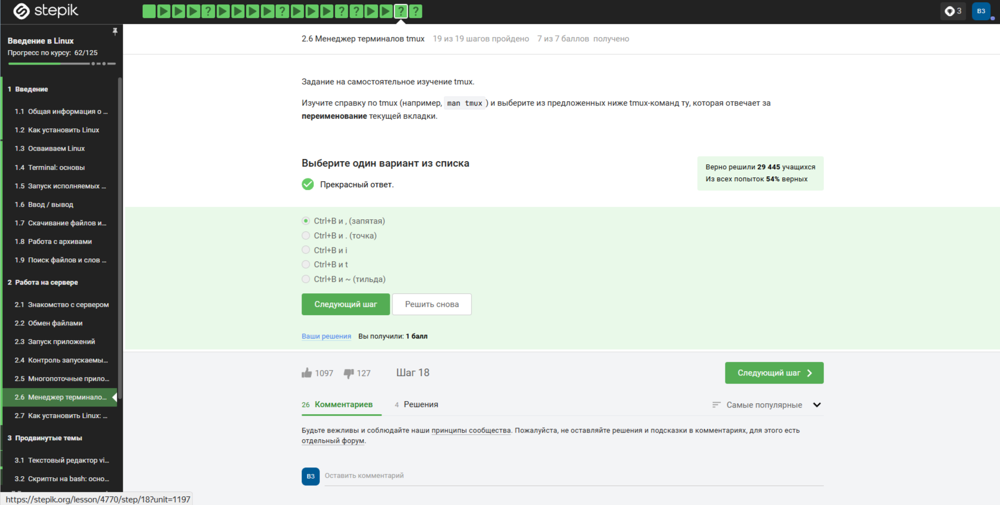 stepik
? ? ? ? ? ?
3
ВЗ
Введение в Linux
Прогресс по курсу: 62/125
1 Введение
1.1 Общая информация о ...
1.2 Как установить Linux
1.3 Осваиваем Linux
1.4 Terminal: основы
1.5 Запуск исполняемых ...
1.6 Ввод / вывод
1.7 Скачивание файлов и...
1.8 Работа с архивами
1.9 Поиск файлов и слов ...
2 Работа на сервере
2.1 Знакомство с сервером
2.2 Обмен файлами
2.3 Запуск приложений
2.4 Контроль запускаемы...
2.5 Многопоточные прило...
2.6 Менеджер терминало...
2.7 Как установить Linux: ...
3 Продвинутые темы
3.1 Текстовый редактор vi...
3.2 Скрипты на bash: осно...
https://stepik.org/lesson/4770/step/18?unit=1197
2.6 Менеджер терминалов tmux 19 из 19 шагов пройдено 7 из 7 баллов получено
Задание на самостоятельное изучение tmux.
Изучите справку по tmux (например, man tmux ) и выберите из предложенных ниже tmux-команд ту, которая отвечает за
переименование текущей вкладки.
Выберите один вариант из списка
Прекрасный ответ.
Верно решили 29 445 учащихся
Из всех попыток 54% верных
Ctrl+B и , (запятая)
Ctrl+B и . (точка)
Ctrl+B и i
Ctrl+B и t
Ctrl+B и ~ (тильда)
Следующий шаг Решить снова
Ваши решения Вы получили: 1 балл
1097 127 Шаг 18
Следующий шаг
26 Комментариев 4 Решения
Самые популярные
Будьте вежливы и соблюдайте наши принципы сообщества. Пожалуйста, не оставляйте решения и подсказки в комментариях, для этого есть
отдельный форум.
ВЗ Оставить комментарий